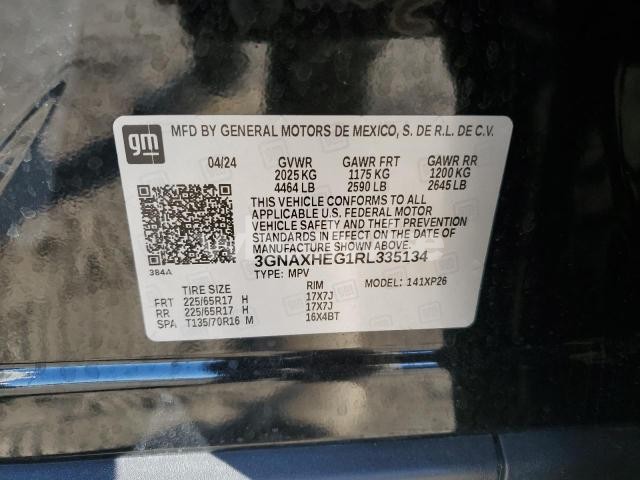 gm MFD BY GENERAL MOTORS DE MEXICO, S. DE R.L. DE C.V.
04/24 GVWR GAWR FRT GAWR RR
2025 KG 1175 KG 1200 KG
4464 LB 2590 LB 2645 LB
THIS VEHICLE CONFORMS TO ALL
APPLICABLE U.S. FEDERAL MOTOR
VEHICLE SAFETY AND THEFT PREVENTION
STANDARDS IN EFFECT ON THE DATE OF
MANUFACTURE SHOWN ABOVE.
384A 3GNAXHEG1RL335134
TYPE: MPV MODEL: 141XP26
TIRE SIZE RIM
FRT 225/65R17 H 17X7J
RR 225/65R17 H 17X7J
SPA T135/70R16 M 16X4BT